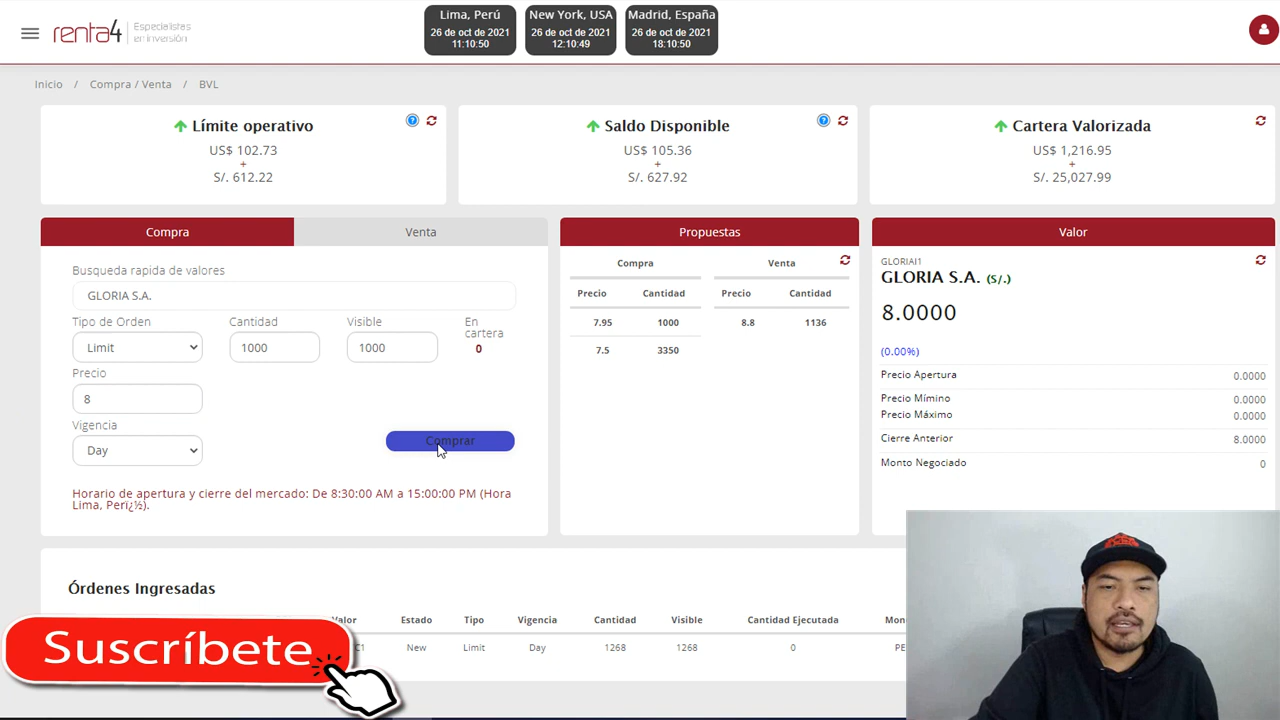 renta4 Especialistas
en inversión
Lima, Perú
26 de oct de 2021
11:10:50
New York, USA
26 de oct de 2021
12:10:49
Madrid, España
26 de oct de 2021
18:10:50
Inicio / Compra / Venta / BVL
Límite operativo
US$ 102.73
+
S/. 612.22
Saldo Disponible
US$ 105.36
+
S/. 627.92
Cartera Valorizada
US$ 1,216.95
+
S/. 25,027.99
Compra Venta
Busqueda rapida de valores
GLORIA S.A.
Tipo de Orden Cantidad Visible En
cartera
Limit 1000 1000 0
Precio
8
Vigencia
Day
Comprar
Horario de apertura y cierre del mercado: De 8:30:00 AM a 15:00:00 PM (Hora
Lima, Perï¿½).
Propuestas
Compra Venta
Precio Cantidad Precio Cantidad
7.95 1000 8.8 1136
7.5 3350
Valor
GLORIAI1
GLORIA S.A. (S/.)
8.0000
(0.00%)
Precio Apertura 0.0000
Precio Mímino 0.0000
Precio Máximo 0.0000
Cierre Anterior 8.0000
Monto Negociado 0
Órdenes Ingresadas
Valor Estado Tipo Vigencia Cantidad Visible Cantidad Ejecutada Mon
C1 New Limit Day 1268 1268 0 PE
Suscríbete